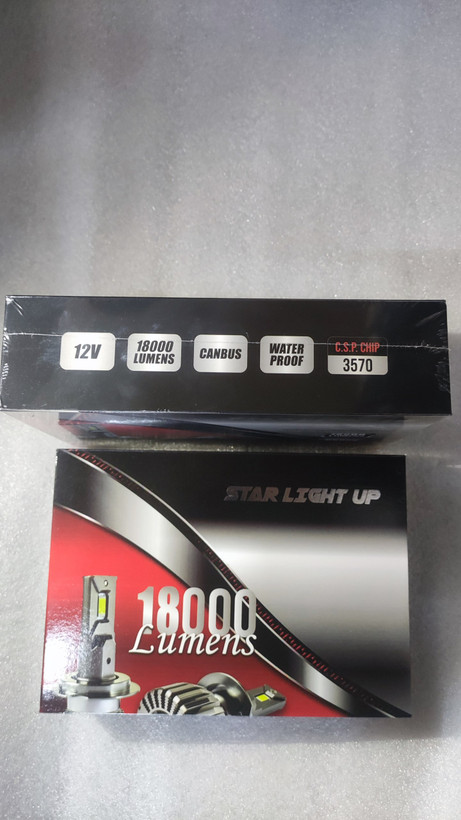 12V
18000
LUMENS
CANBUS
WATER
PROOF
C.S.P. CHIP
3570
STAR LIGHT UP
18000
Lumens